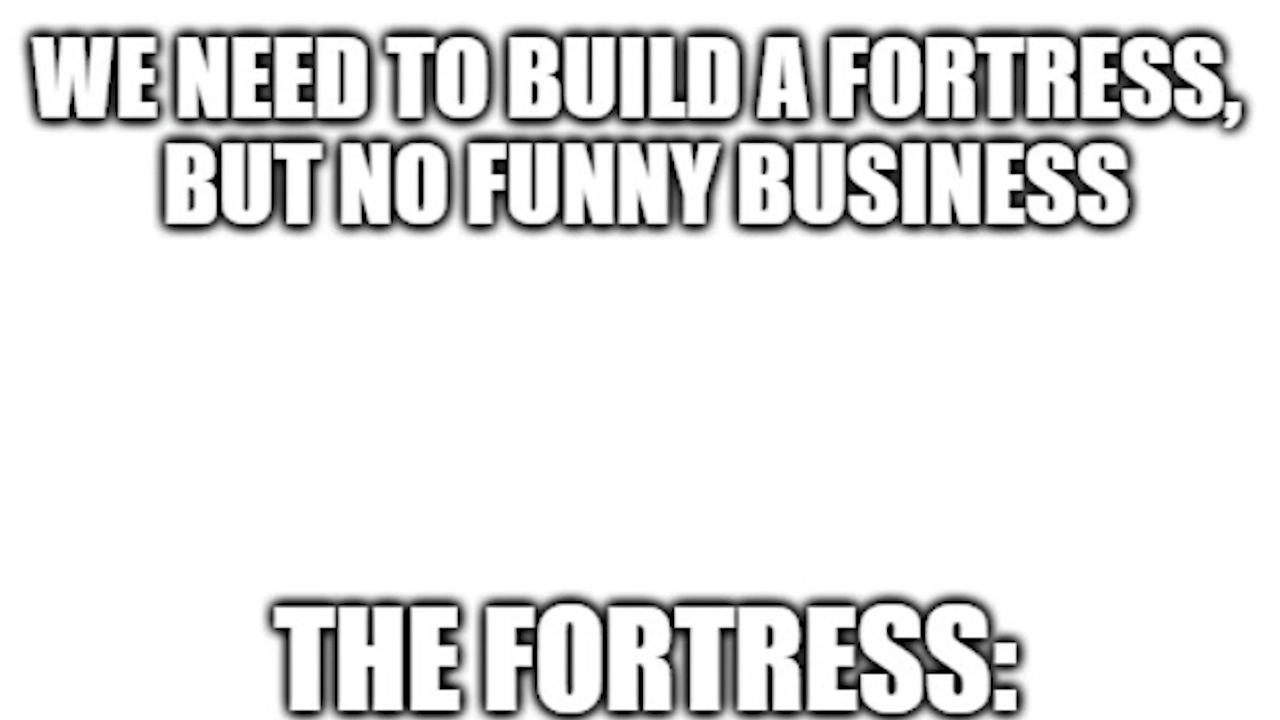 WE NEED TO BUILD A FORTRESS,
BUT NO FUNNY BUSINESS
THE FORTRESS: